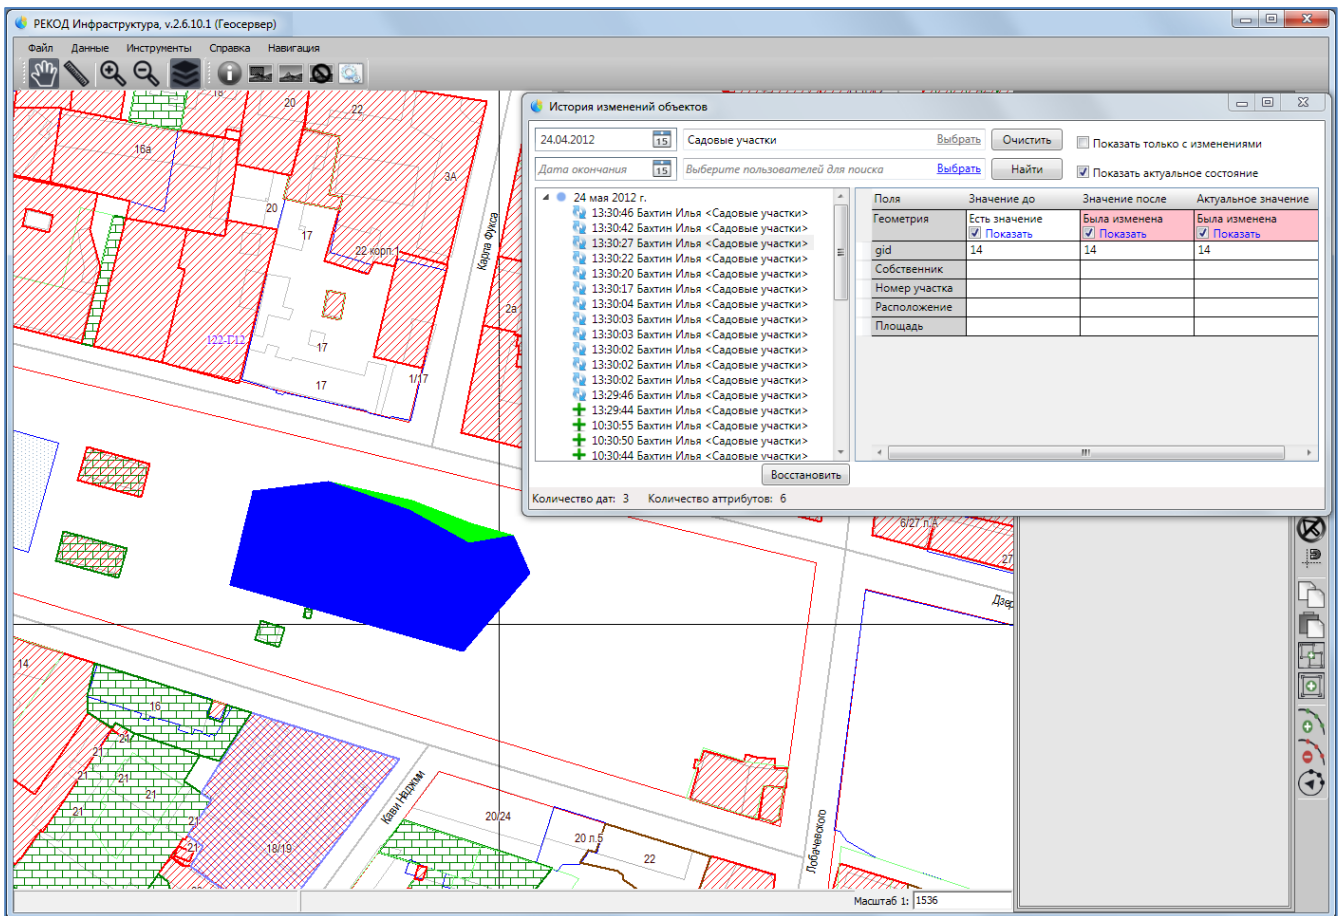 РЕКОД Инфраструктура, v.2.6.10.1 (Геосервер)
Файл Данные Инструменты Справка Навигация
История изменений объектов
24.04.2012 15 Садовые участки Выбрать Очистить Показать только с изменениями
Дата окончания 15 Выберите пользователей для поиска Выбрать Найти Показать актуальное состояние
24 мая 2012 г.
13:30:46 Бахтин Илья <Садовые участки>
13:30:42 Бахтин Илья <Садовые участки>
13:30:27 Бахтин Илья <Садовые участки>
13:30:22 Бахтин Илья <Садовые участки>
13:30:20 Бахтин Илья <Садовые участки>
13:30:17 Бахтин Илья <Садовые участки>
13:30:04 Бахтин Илья <Садовые участки>
13:30:03 Бахтин Илья <Садовые участки>
13:30:03 Бахтин Илья <Садовые участки>
13:30:02 Бахтин Илья <Садовые участки>
13:30:02 Бахтин Илья <Садовые участки>
13:30:02 Бахтин Илья <Садовые участки>
13:29:46 Бахтин Илья <Садовые участки>
13:29:44 Бахтин Илья <Садовые участки>
10:30:55 Бахтин Илья <Садовые участки>
10:30:50 Бахтин Илья <Садовые участки>
10:30:44 Бахтин Илья <Садовые участки>
Поля Значение до Значение после Актуальное значение
Геометрия Есть значение Была изменена Была изменена
Показать Показать Показать
gid 14 14 14
Собственник
Номер участка
Расположение
Площадь
Восстановить
Количество дат: 3 Количество аттрибутов: 6
18
20
22
16а
3А
20
17
22 корп.1
Карла Фукса
2а
122-Г12
17
17
1/17
6/27 л.А
27
Дзер
14
16
21
21
21
21
21
21
21
21
18/19
Кави Наджми
20/24
20 л.5
22
Лобачевского
Масштаб 1: 1536